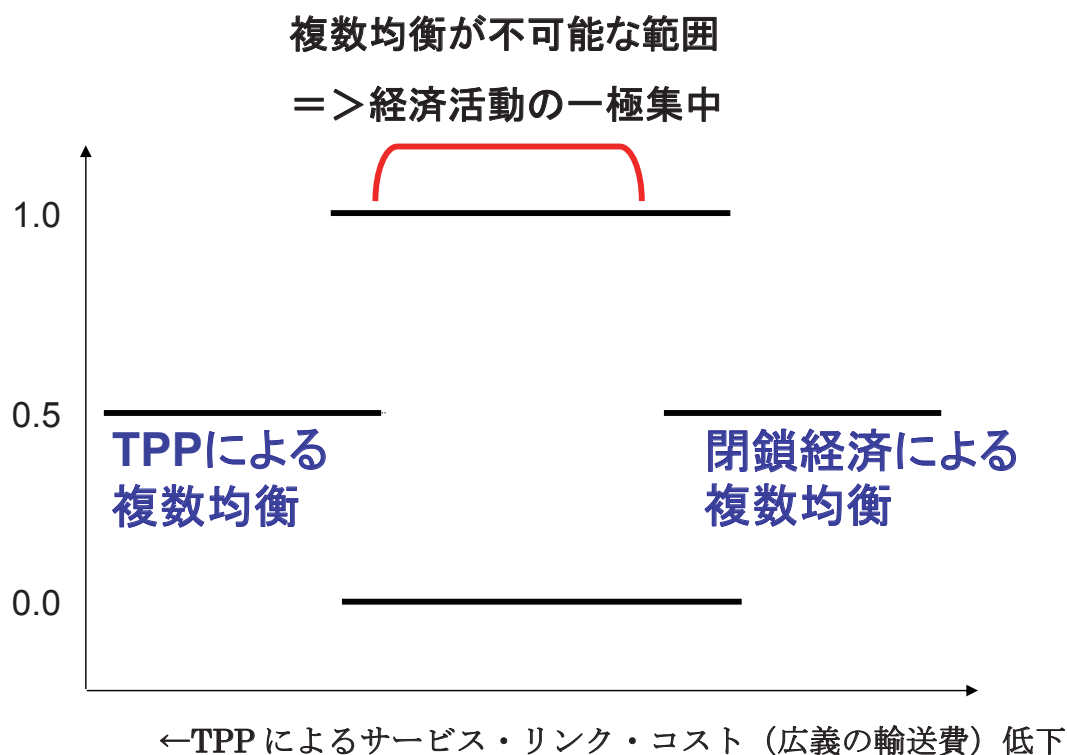 複数均衡が不可能な範囲
＝＞経済活動の一極集中
1.0
0.5
TPPによる
複数均衡
閉鎖経済による
複数均衡
0.0
←TPP によるサービス・リンク・コスト（広義の輸送費）低下